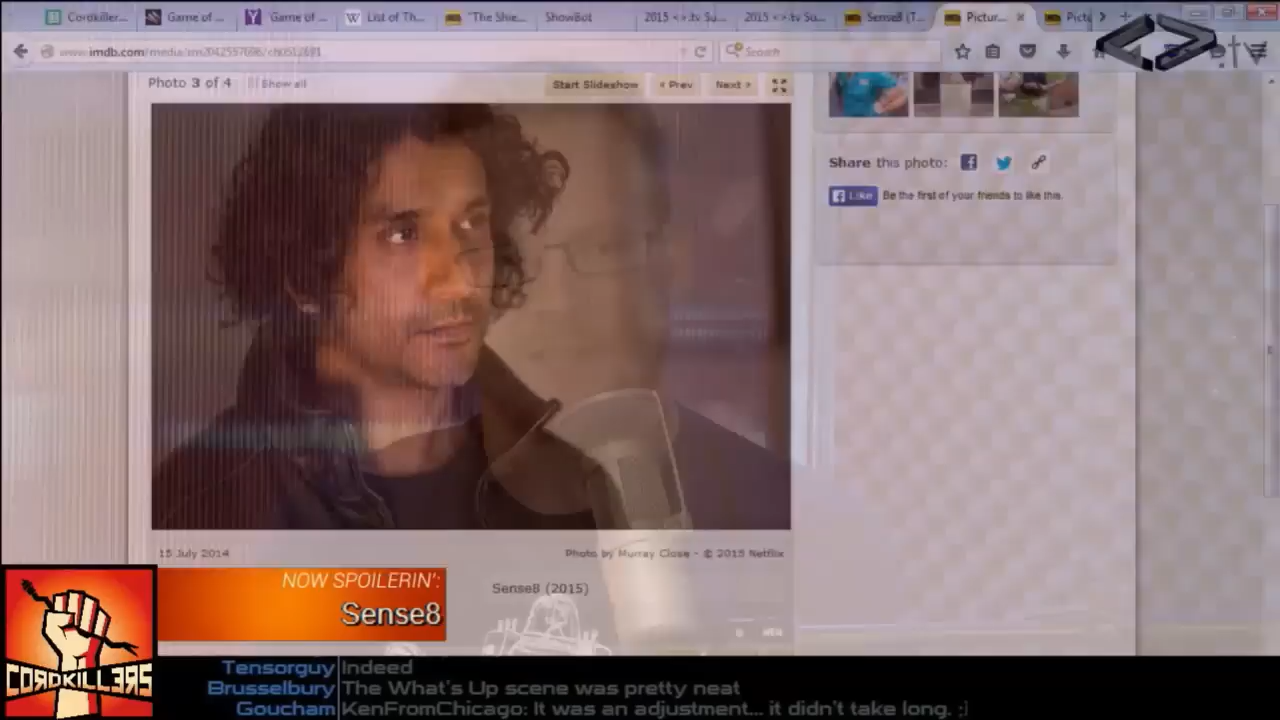 Cordkiller...
Game of ...
Game of ...
List of Th...
"The Shie...
ShowBot
2015 <>.tv Su...
2015 <>.tv Su...
Sense8 (T...
Pictur...
Pictu
Search
Photo 3 of 4
Show all
Start Slideshow
« Prev
Next »
Share this photo:
Like
Be the first of your friends to like this.
15 July 2014
Photo by Murray Close - © 2015 Netflix
Sense8 (2015)
NOW SPOILERIN':
Sense8
CORDKILL3RS
Tensorguy Indeed
Brusselbury The What's Up scene was pretty neat
Goucham KenFromChicago: It was an adjustment... it didn't take long. ;)